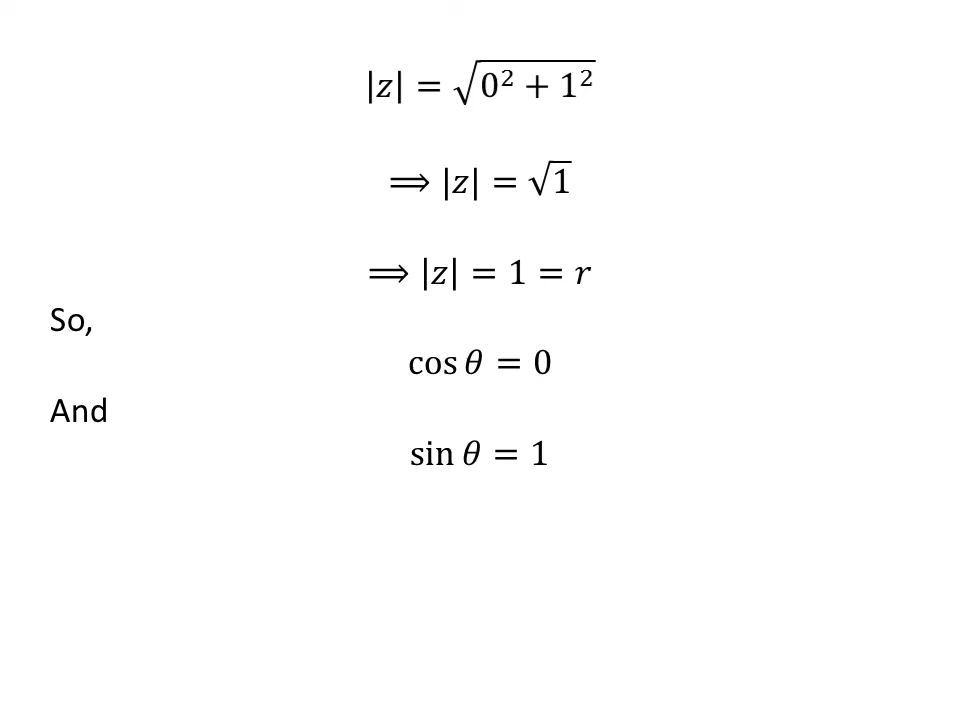 |z| = √(0² + 1²)
⟹ |z| = √1
⟹ |z| = 1 = r
So,
cos θ = 0
And
sin θ = 1